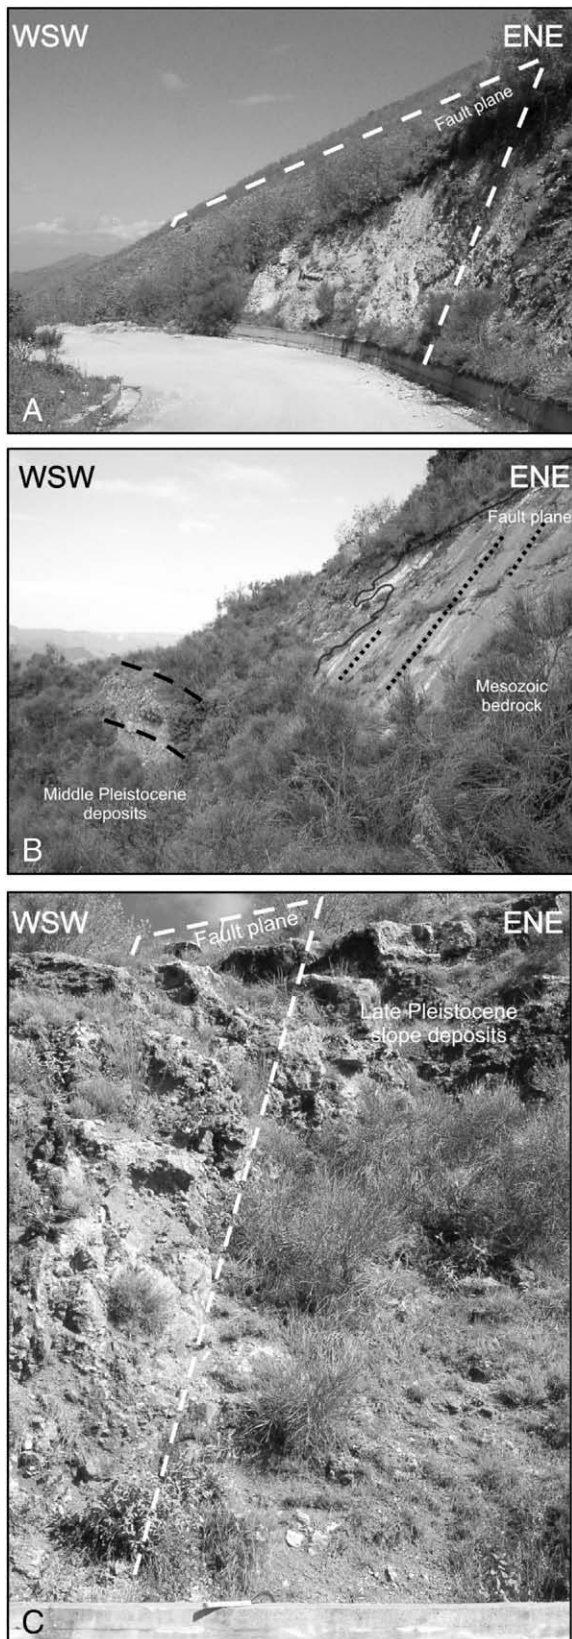 WSW
ENE
Fault plane
A
WSW
ENE
Fault plane
Mesozoic
bedrock
Middle Pleistocene
deposits
B
WSW
ENE
Fault plane
Late Pleistocene
slope deposits
C